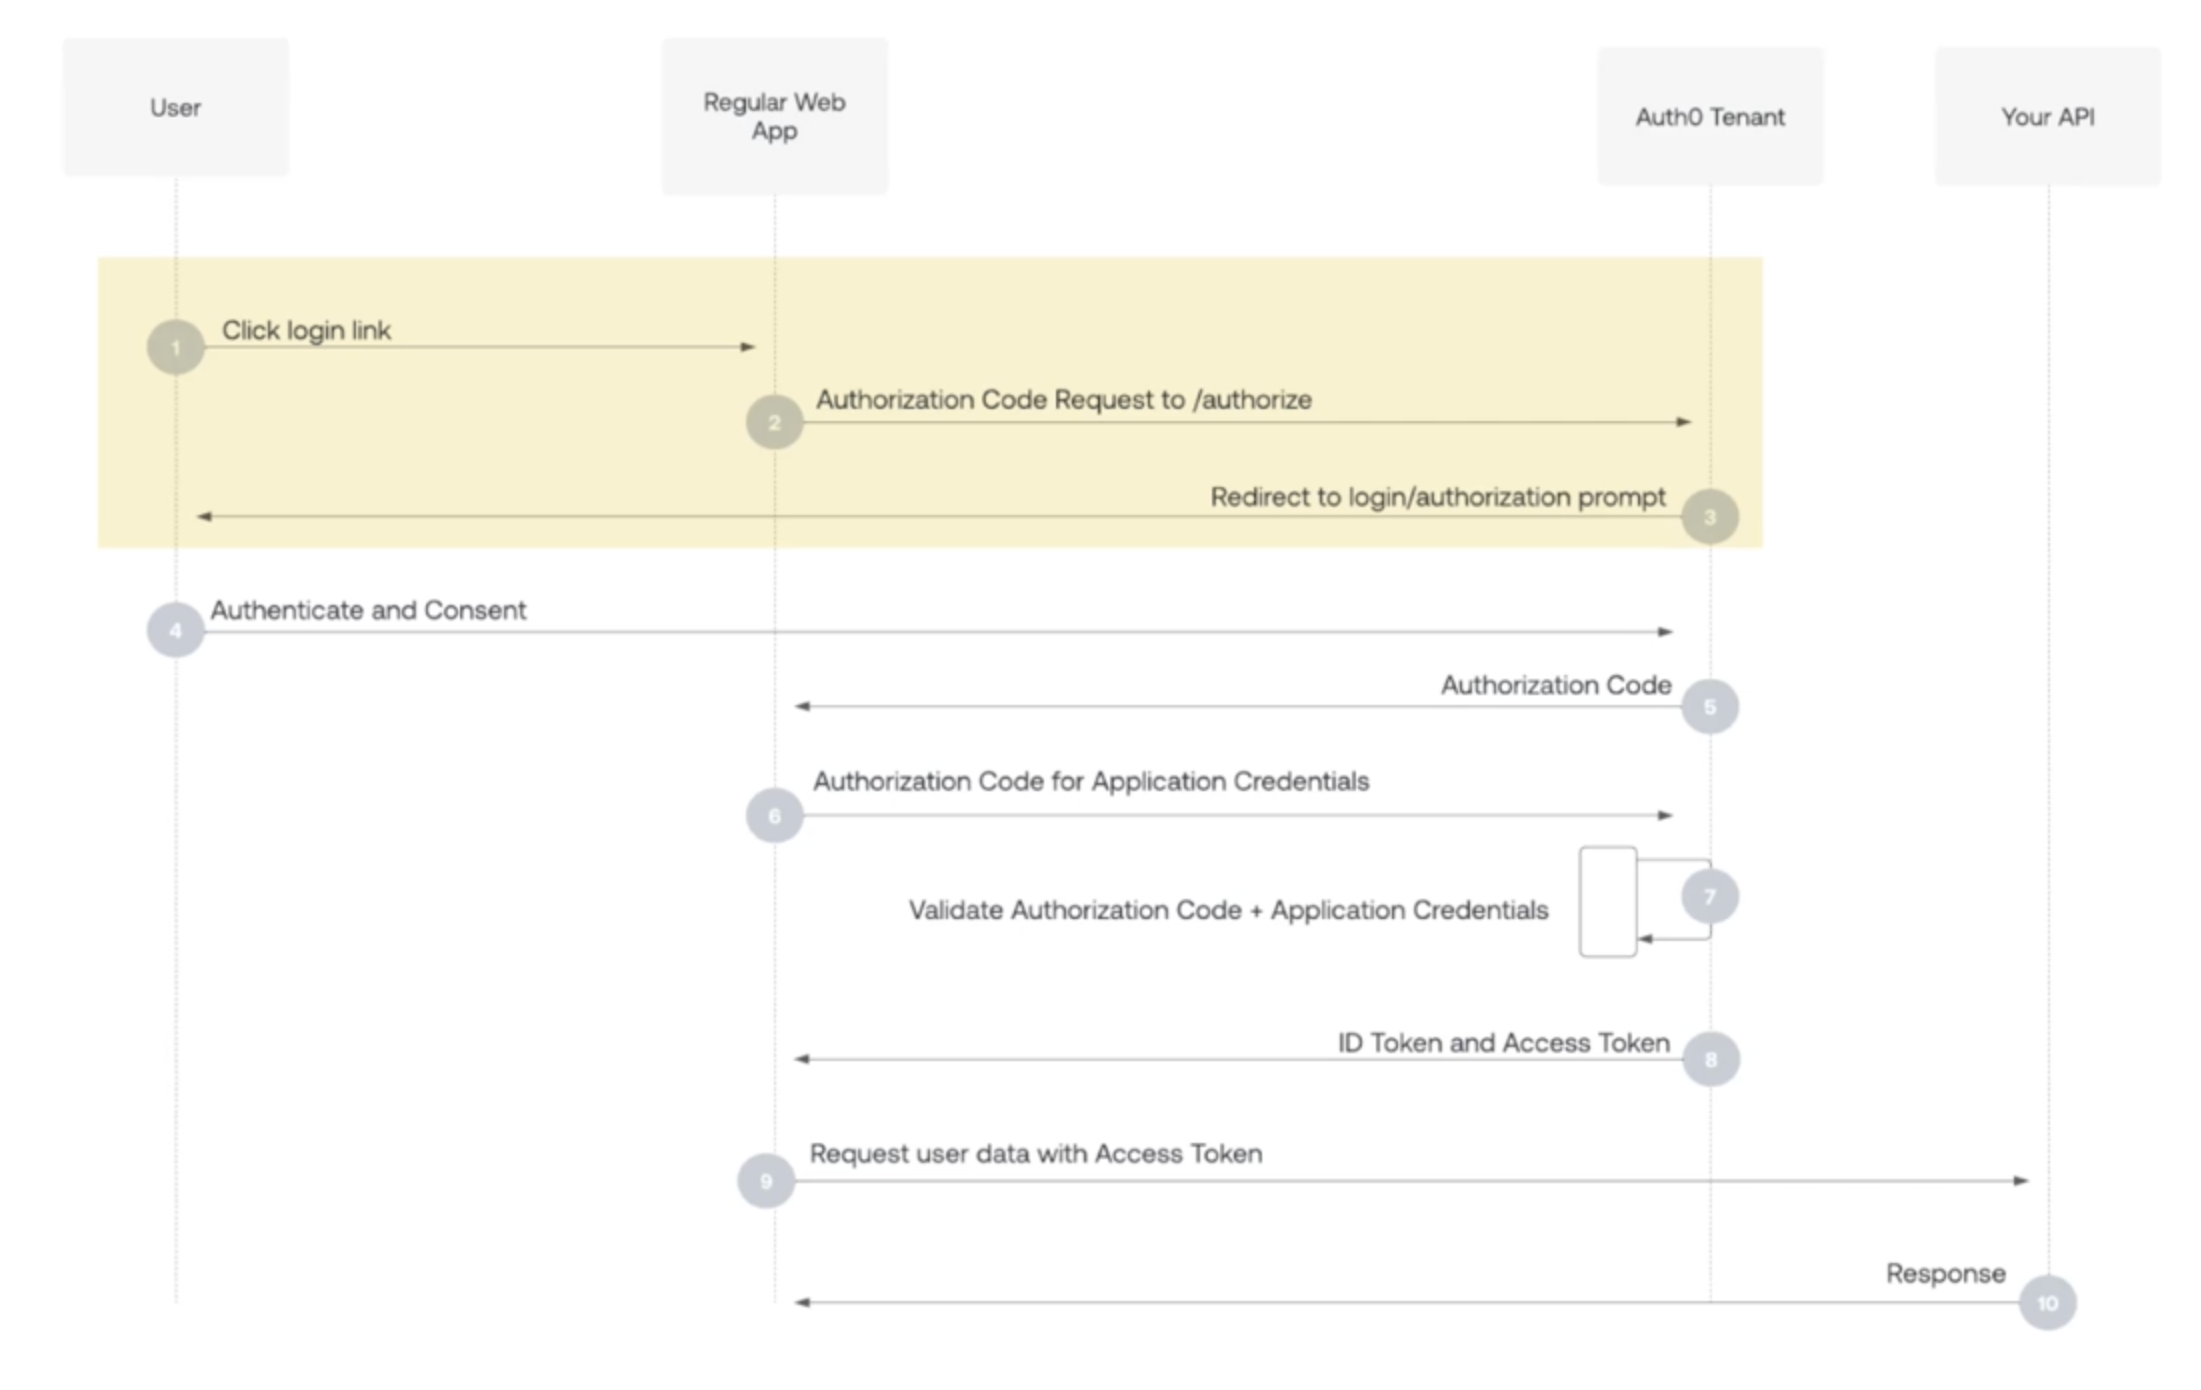 User
Regular Web
App
Auth0 Tenant
Your API
1
Click login link
2
Authorization Code Request to /authorize
Redirect to login/authorization prompt
3
4
Authenticate and Consent
Authorization Code
5
Authorization Code for Application Credentials
6
Validate Authorization Code + Application Credentials
7
ID Token and Access Token
8
Request user data with Access Token
9
Response
10